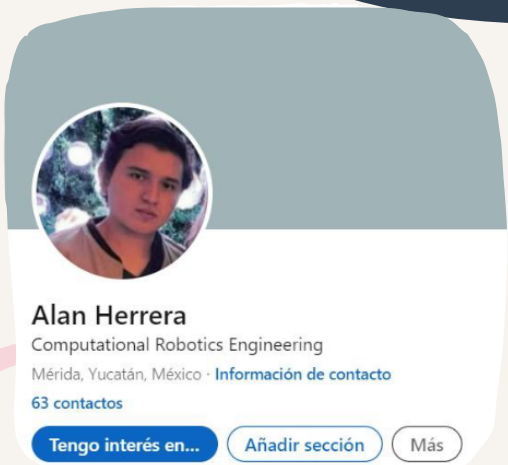 Alan Herrera
Computational Robotics Engineering
Mérida, Yucatán, México · Información de contacto
63 contactos
Tengo interés en... Añadir sección Más